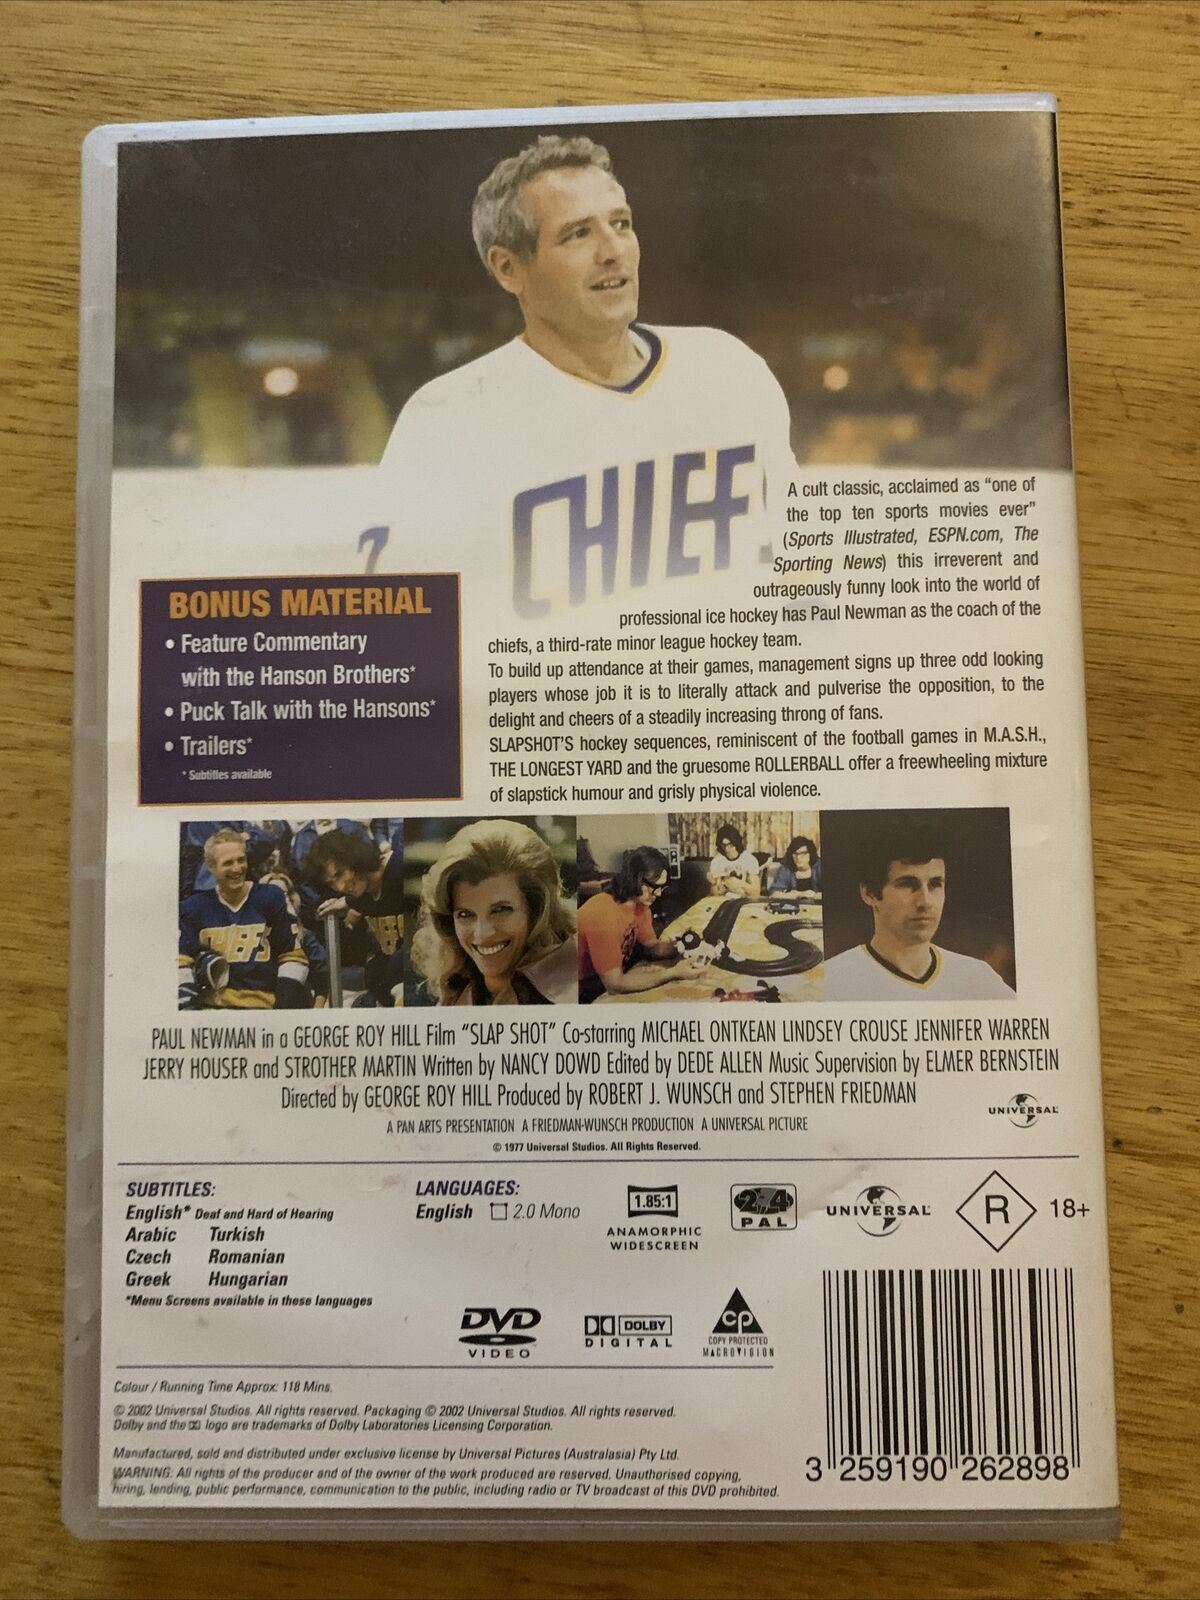 CHIEFS
7
A cult classic, acclaimed as "one of
the top ten sports movies ever"
(Sports Illustrated, ESPN.com, The
Sporting News) this irreverent and
outrageously funny look into the world of
professional ice hockey has Paul Newman as the coach of the
chiefs, a third-rate minor league hockey team.
To build up attendance at their games, management signs up three odd looking
players whose job it is to literally attack and pulverise the opposition, to the
delight and cheers of a steadily increasing throng of fans.
SLAPSHOT'S hockey sequences, reminiscent of the football games in M.A.S.H.,
THE LONGEST YARD and the gruesome ROLLERBALL offer a freewheeling mixture
of slapstick humour and grisly physical violence.
BONUS MATERIAL
• Feature Commentary
with the Hanson Brothers*
• Puck Talk with the Hansons*
• Trailers*
* Subtitles available
CHIEFS
PAUL NEWMAN in a GEORGE ROY HILL Film "SLAP SHOT" Co-starring MICHAEL ONTKEAN LINDSEY CROUSE JENNIFER WARREN
JERRY HOUSER and STROTHER MARTIN Written by NANCY DOWD Edited by DEDE ALLEN Music Supervision by ELMER BERNSTEIN
Directed by GEORGE ROY HILL Produced by ROBERT J. WUNSCH and STEPHEN FRIEDMAN
A PAN ARTS PRESENTATION A FRIEDMAN-WUNSCH PRODUCTION A UNIVERSAL PICTURE
© 1977 Universal Studios. All Rights Reserved.
UNIVERSAL
SUBTITLES:
English* Deaf and Hard of Hearing
Arabic Turkish
Czech Romanian
Greek Hungarian
*Menu Screens available in these languages
LANGUAGES:
English 2.0 Mono
1.85:1
ANAMORPHIC
WIDESCREEN
2 4
PAL
UNIVERSAL
R 18+
DVD
VIDEO
DOLBY
DIGITAL
CP
COPY PROTECTED
MACROVISION
Colour / Running Time Approx: 118 Mins.
© 2002 Universal Studios. All rights reserved. Packaging © 2002 Universal Studios. All rights reserved.
Dolby and the logo are trademarks of Dolby Laboratories Licensing Corporation.
Manufactured, sold and distributed under exclusive license by Universal Pictures (Australasia) Pty Ltd.
WARNING: All rights of the producer and of the owner of the work produced are reserved. Unauthorised copying,
hiring, lending, public performance, communication to the public, including radio or TV broadcast of this DVD prohibited.
3 259190 262898